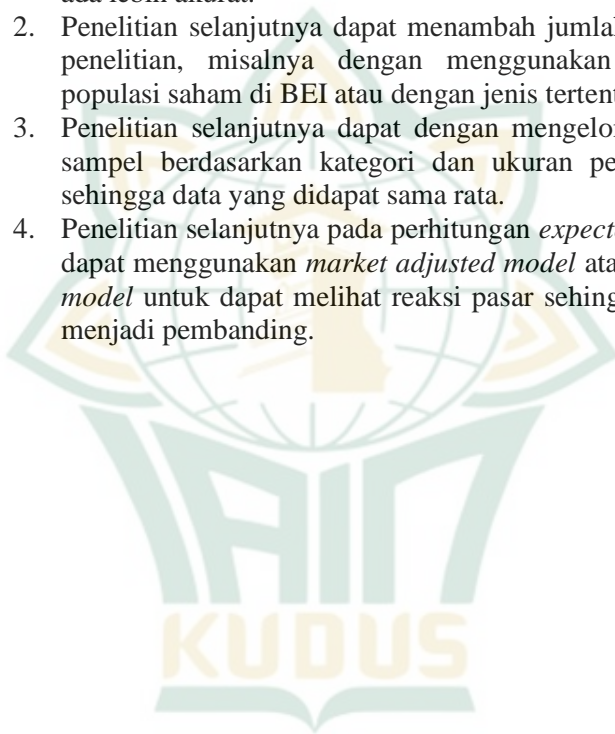 ada lebih akurat.
2. Penelitian selanjutnya dapat menambah jumlah
penelitian, misalnya dengan menggunakan
populasi saham di BEI atau dengan jenis tertent
3. Penelitian selanjutnya dapat dengan mengelo
sampel berdasarkan kategori dan ukuran pe
sehingga data yang didapat sama rata.
4. Penelitian selanjutnya pada perhitungan expect
dapat menggunakan market adjusted model ata
model untuk dapat melihat reaksi pasar sehing
menjadi pembanding.
IAIN
KUDUS